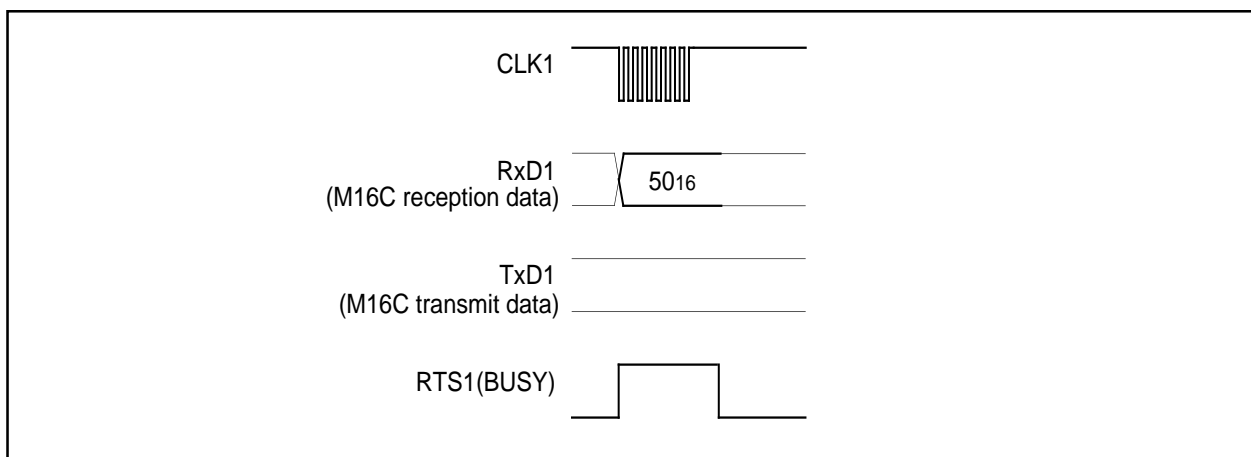 CLK1
RxD1
(M16C reception data)
5016
TxD1
(M16C transmit data)
RTS1(BUSY)